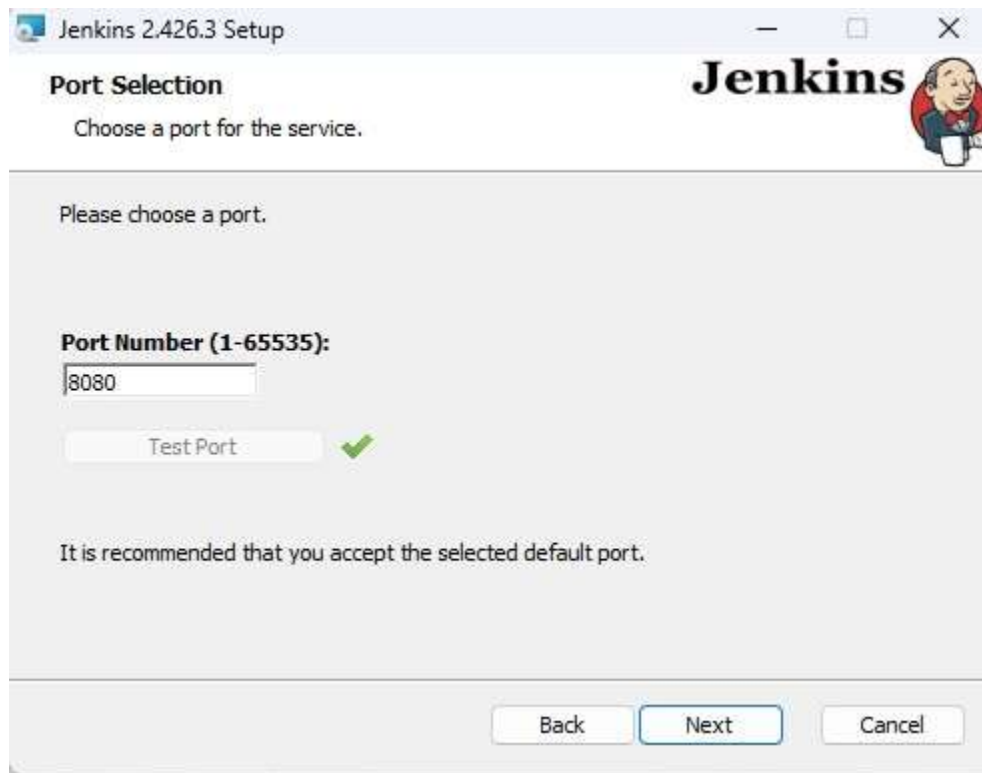 Jenkins 2.426.3 Setup
Port Selection
Jenkins
Choose a port for the service.
Please choose a port.
Port Number (1-65535):
8080
Test Port
It is recommended that you accept the selected default port.
Back Next Cancel